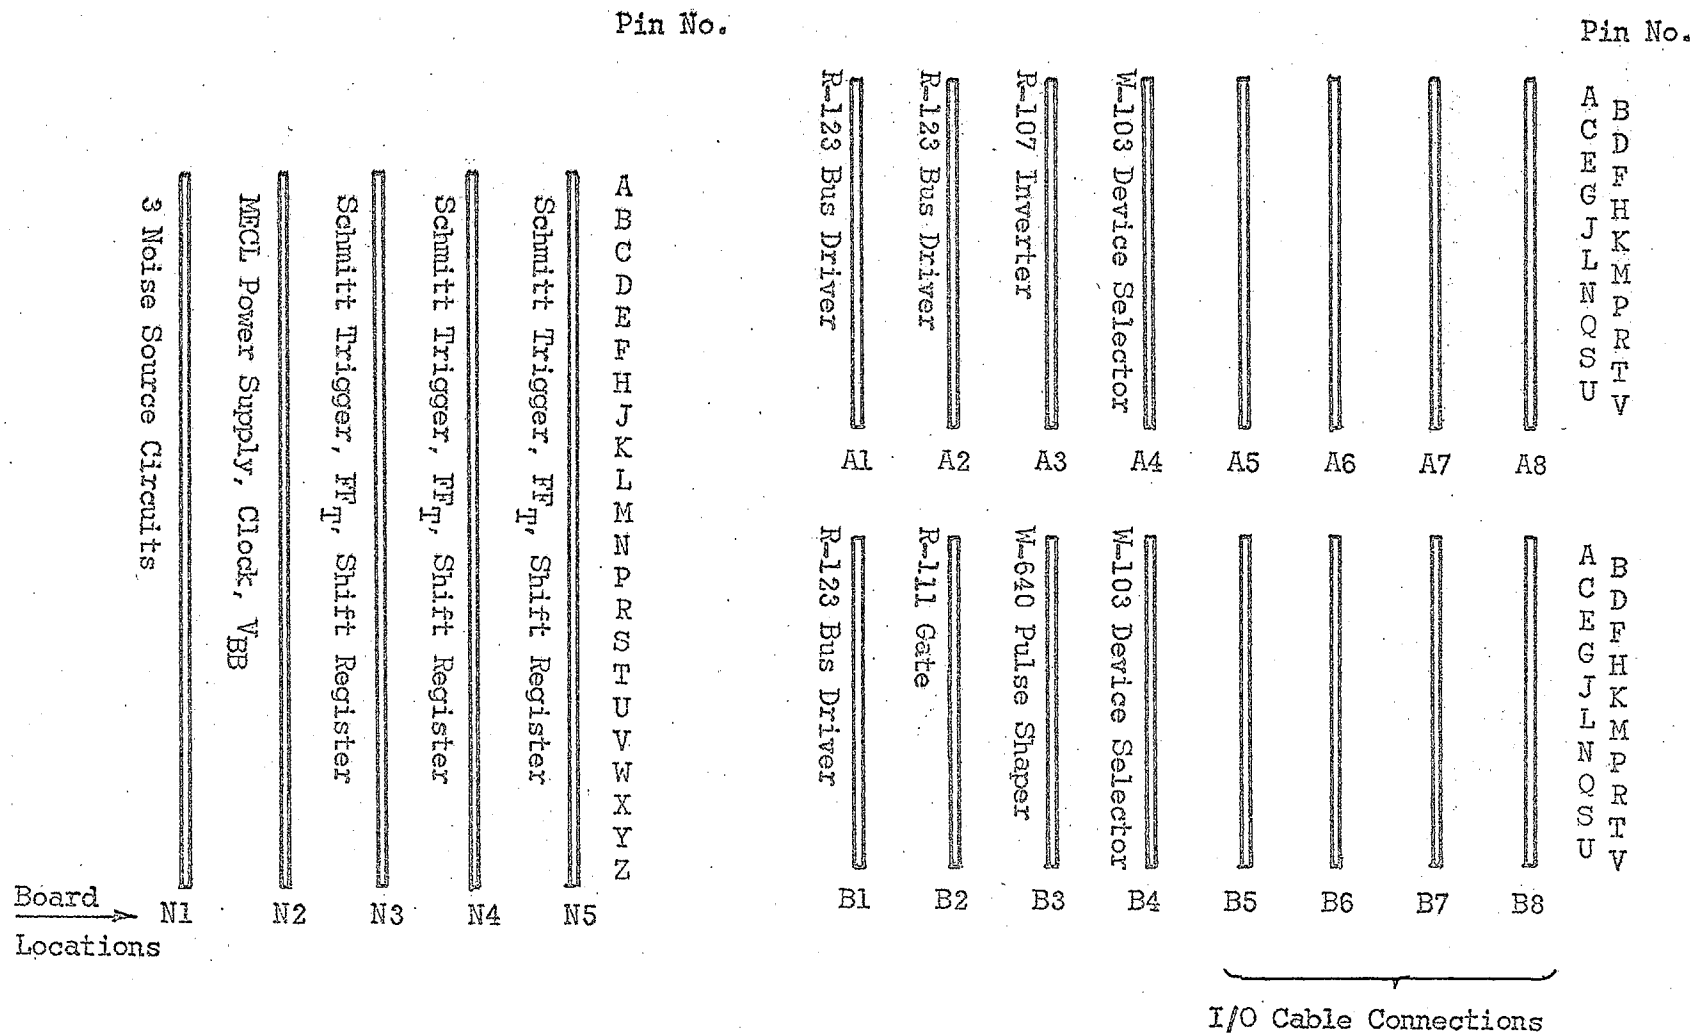 Pin No.
Pin No.
3 Noise Source Circuits
MECL Power Supply, Clock, VBB
Schmitt Trigger, FFT, Shift Register
Schmitt Trigger, FFT, Shift Register
Schmitt Trigger, FFT, Shift Register
A
B
C
D
E
F
H
J
K
L
M
N
P
R
S
T
U
V
W
X
Y
Z
Board
Locations
N1 N2 N3 N4 N5
R-123 Bus Driver
R-123 Bus Driver
R-107 Inverter
W-103 Device Selector
A
B
C
D
E
F
G
H
J
K
L
M
N
P
Q
R
S
T
U
V
A1 A2 A3 A4 A5 A6 A7 A8
R-123 Bus Driver
R-111 Gate
W-640 Pulse Shaper
W-103 Device Selector
A
B
C
D
E
F
G
H
J
K
L
M
N
P
Q
R
S
T
U
V
B1 B2 B3 B4 B5 B6 B7 B8
I/O Cable Connections